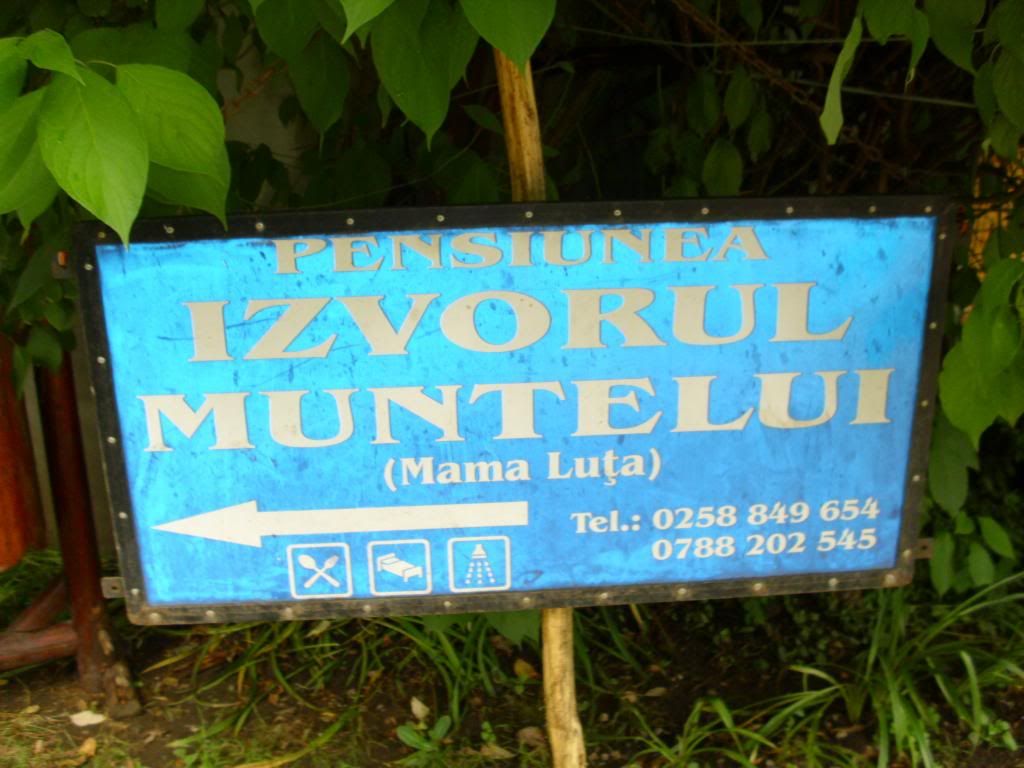 PENSIUNEA
IZVORUL
MUNTELUI
(Mama Luţa)
Tel.: 0258 849 654
0788 202 545